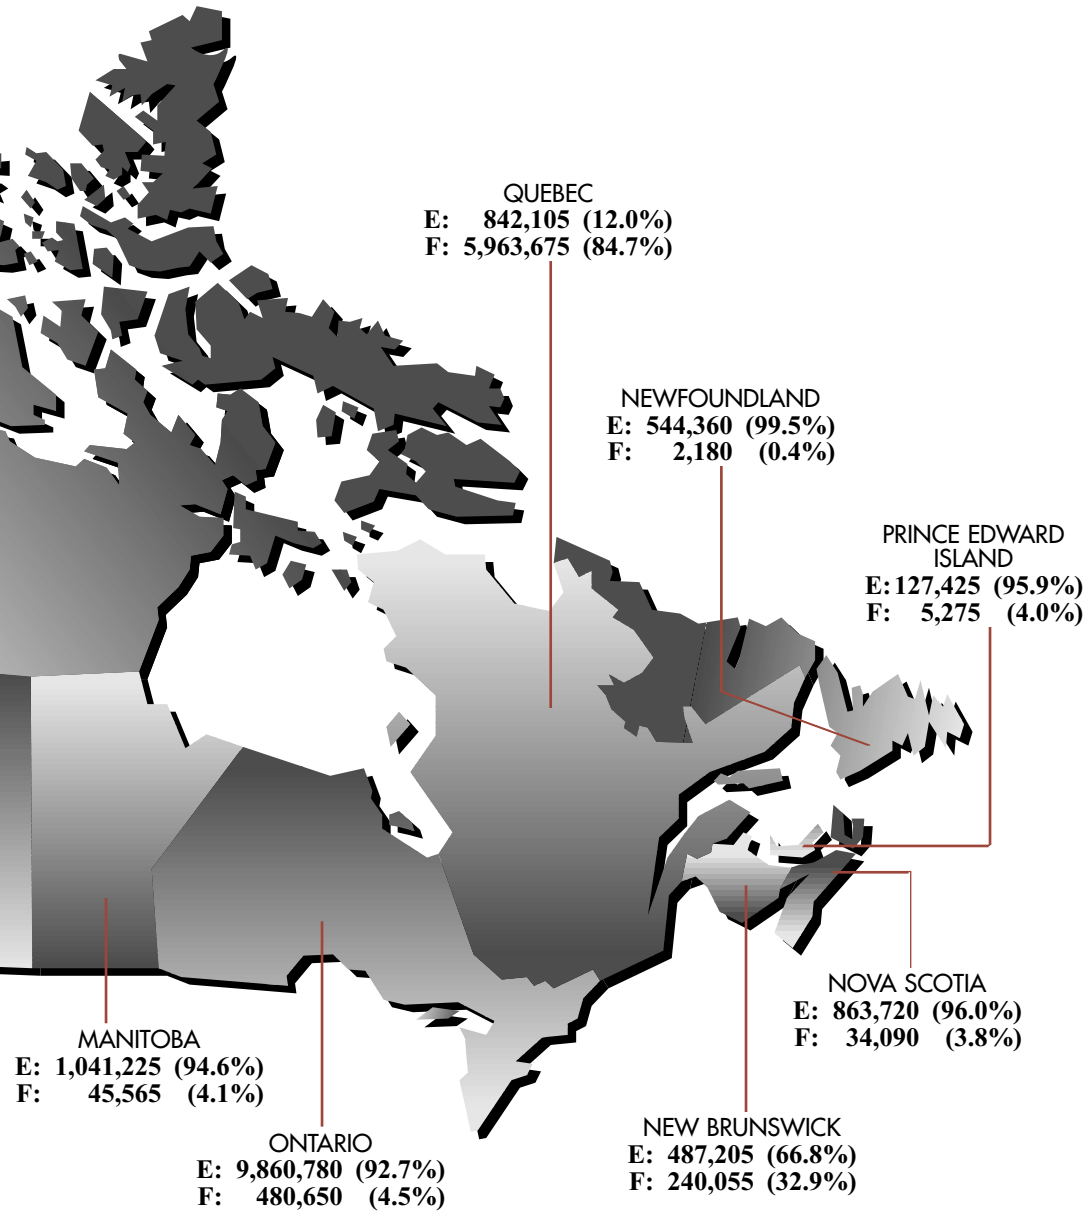 QUEBEC
E: 842,105 (12.0%)
F: 5,963,675 (84.7%)
NEWFOUNDLAND
E: 544,360 (99.5%)
F: 2,180 (0.4%)
PRINCE EDWARD
ISLAND
E: 127,425 (95.9%)
F: 5,275 (4.0%)
NOVA SCOTIA
E: 863,720 (96.0%)
F: 34,090 (3.8%)
MANITOBA
E: 1,041,225 (94.6%)
F: 45,565 (4.1%)
NEW BRUNSWICK
E: 487,205 (66.8%)
F: 240,055 (32.9%)
ONTARIO
E: 9,860,780 (92.7%)
F: 480,650 (4.5%)